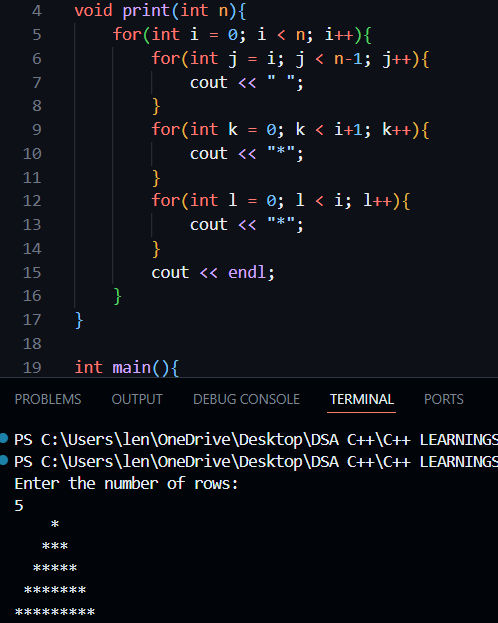 4 void print(int n){
5     for(int i = 0; i < n; i++){
6         for(int j = i; j < n-1; j++){
7             cout << " ";
8         }
9         for(int k = 0; k < i+1; k++){
10             cout << "*";
11         }
12         for(int l = 0; l < i; l++){
13             cout << "*";
14         }
15         cout << endl;
16     }
17 }
18
19 int main(){
PROBLEMS OUTPUT DEBUG CONSOLE TERMINAL PORTS
PS C:\Users\len\OneDrive\Desktop\DSA C++\C++ LEARNINGS
PS C:\Users\len\OneDrive\Desktop\DSA C++\C++ LEARNINGS
Enter the number of rows:
5
    *
   ***
  *****
 *******
*********